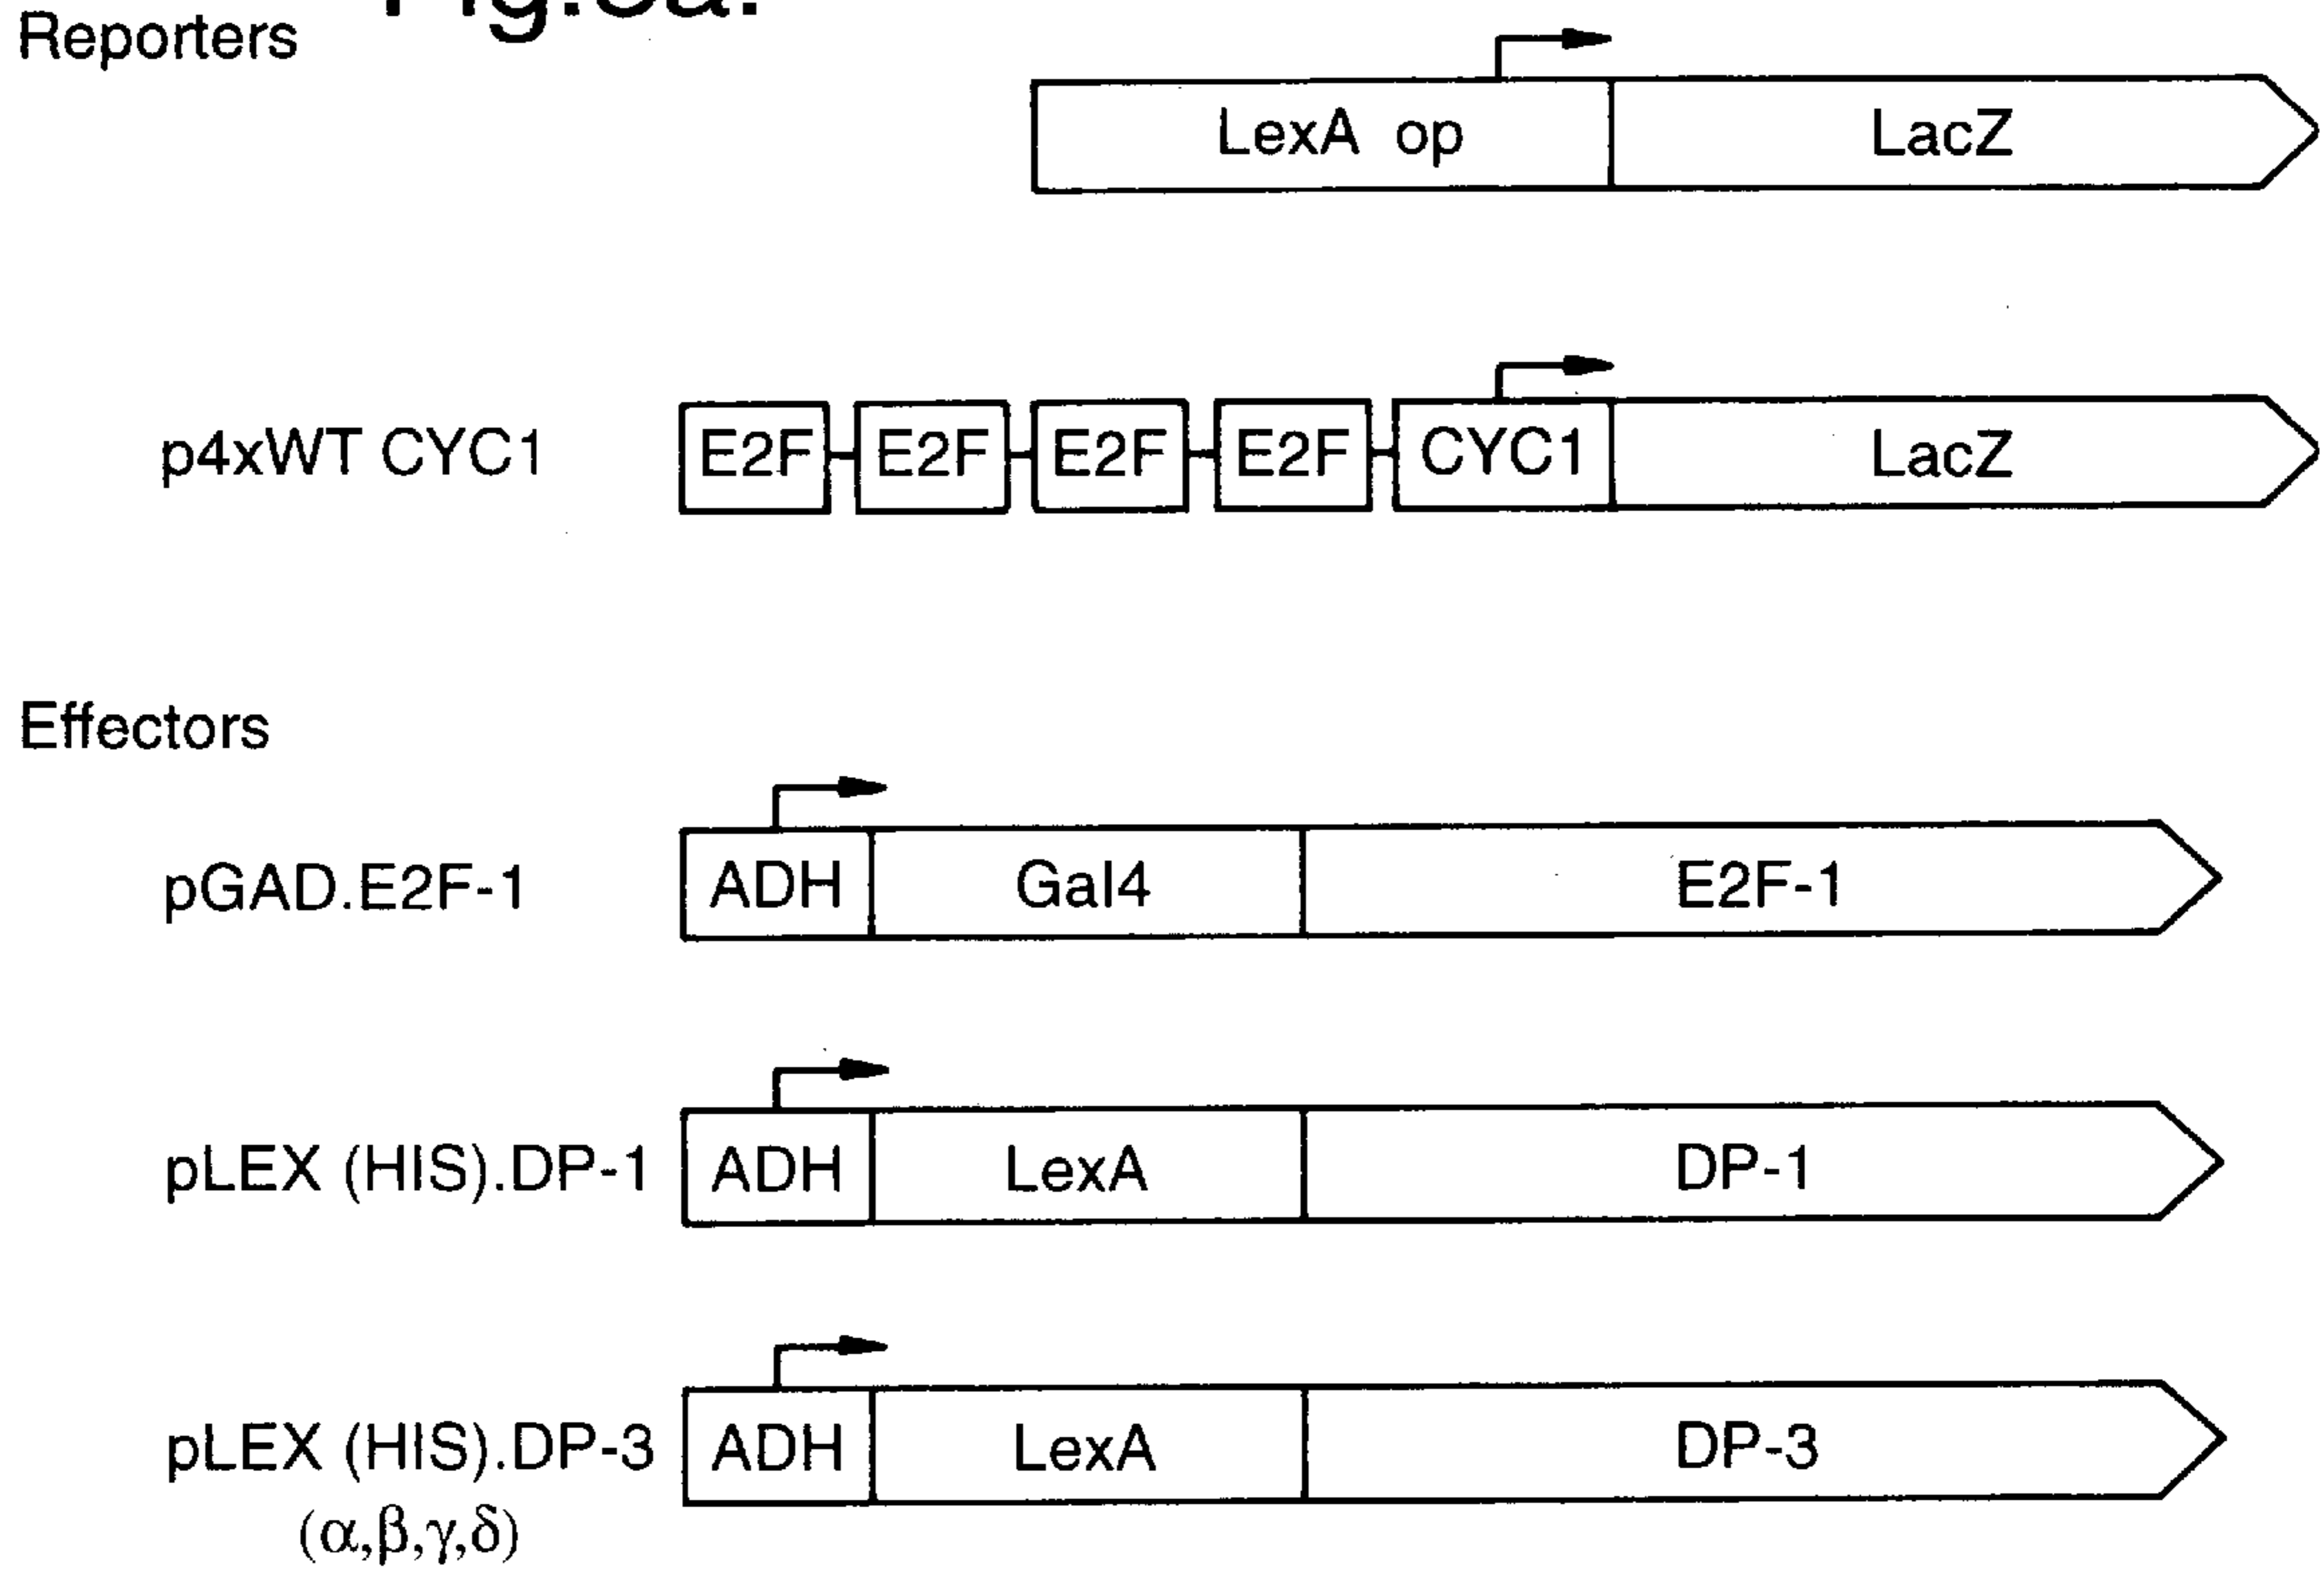 Reporters
LexA op LacZ
p4xWT CYC1 E2F E2F E2F E2F CYC1 LacZ
Effectors
pGAD.E2F-1 ADH Gal4 E2F-1
pLEX (HIS).DP-1 ADH LexA DP-1
pLEX (HIS).DP-3 ADH LexA DP-3
(α,β,γ,δ)